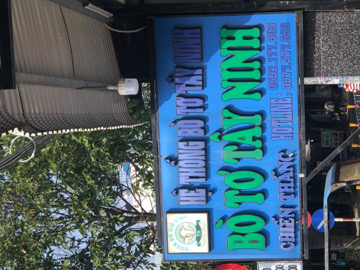 HỆ THỐNG BÒ TƠ TÂY NINH
BÒ TƠ TÂY NINH
CHIẾN THẮNG
HOTLINE: